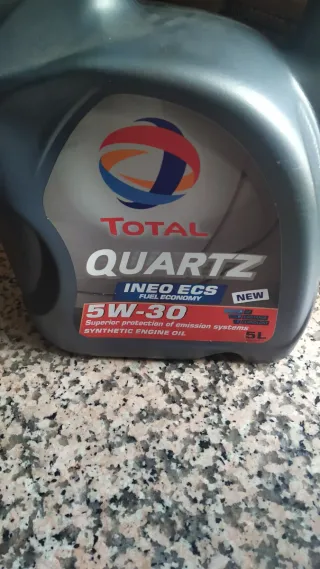 TOTAL
QUARTZ
INEO ECS
FUEL ECONOMY
NEW
5W-30
Superior protection of emission systems
SYNTHETIC ENGINE OIL
5L